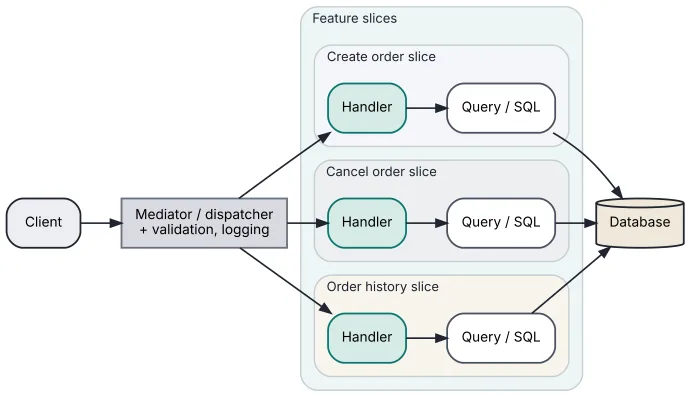 Feature slices
Create order slice
Handler
Query / SQL
Cancel order slice
Client
Mediator / dispatcher
+ validation, logging
Handler
Query / SQL
Database
Order history slice
Handler
Query / SQL